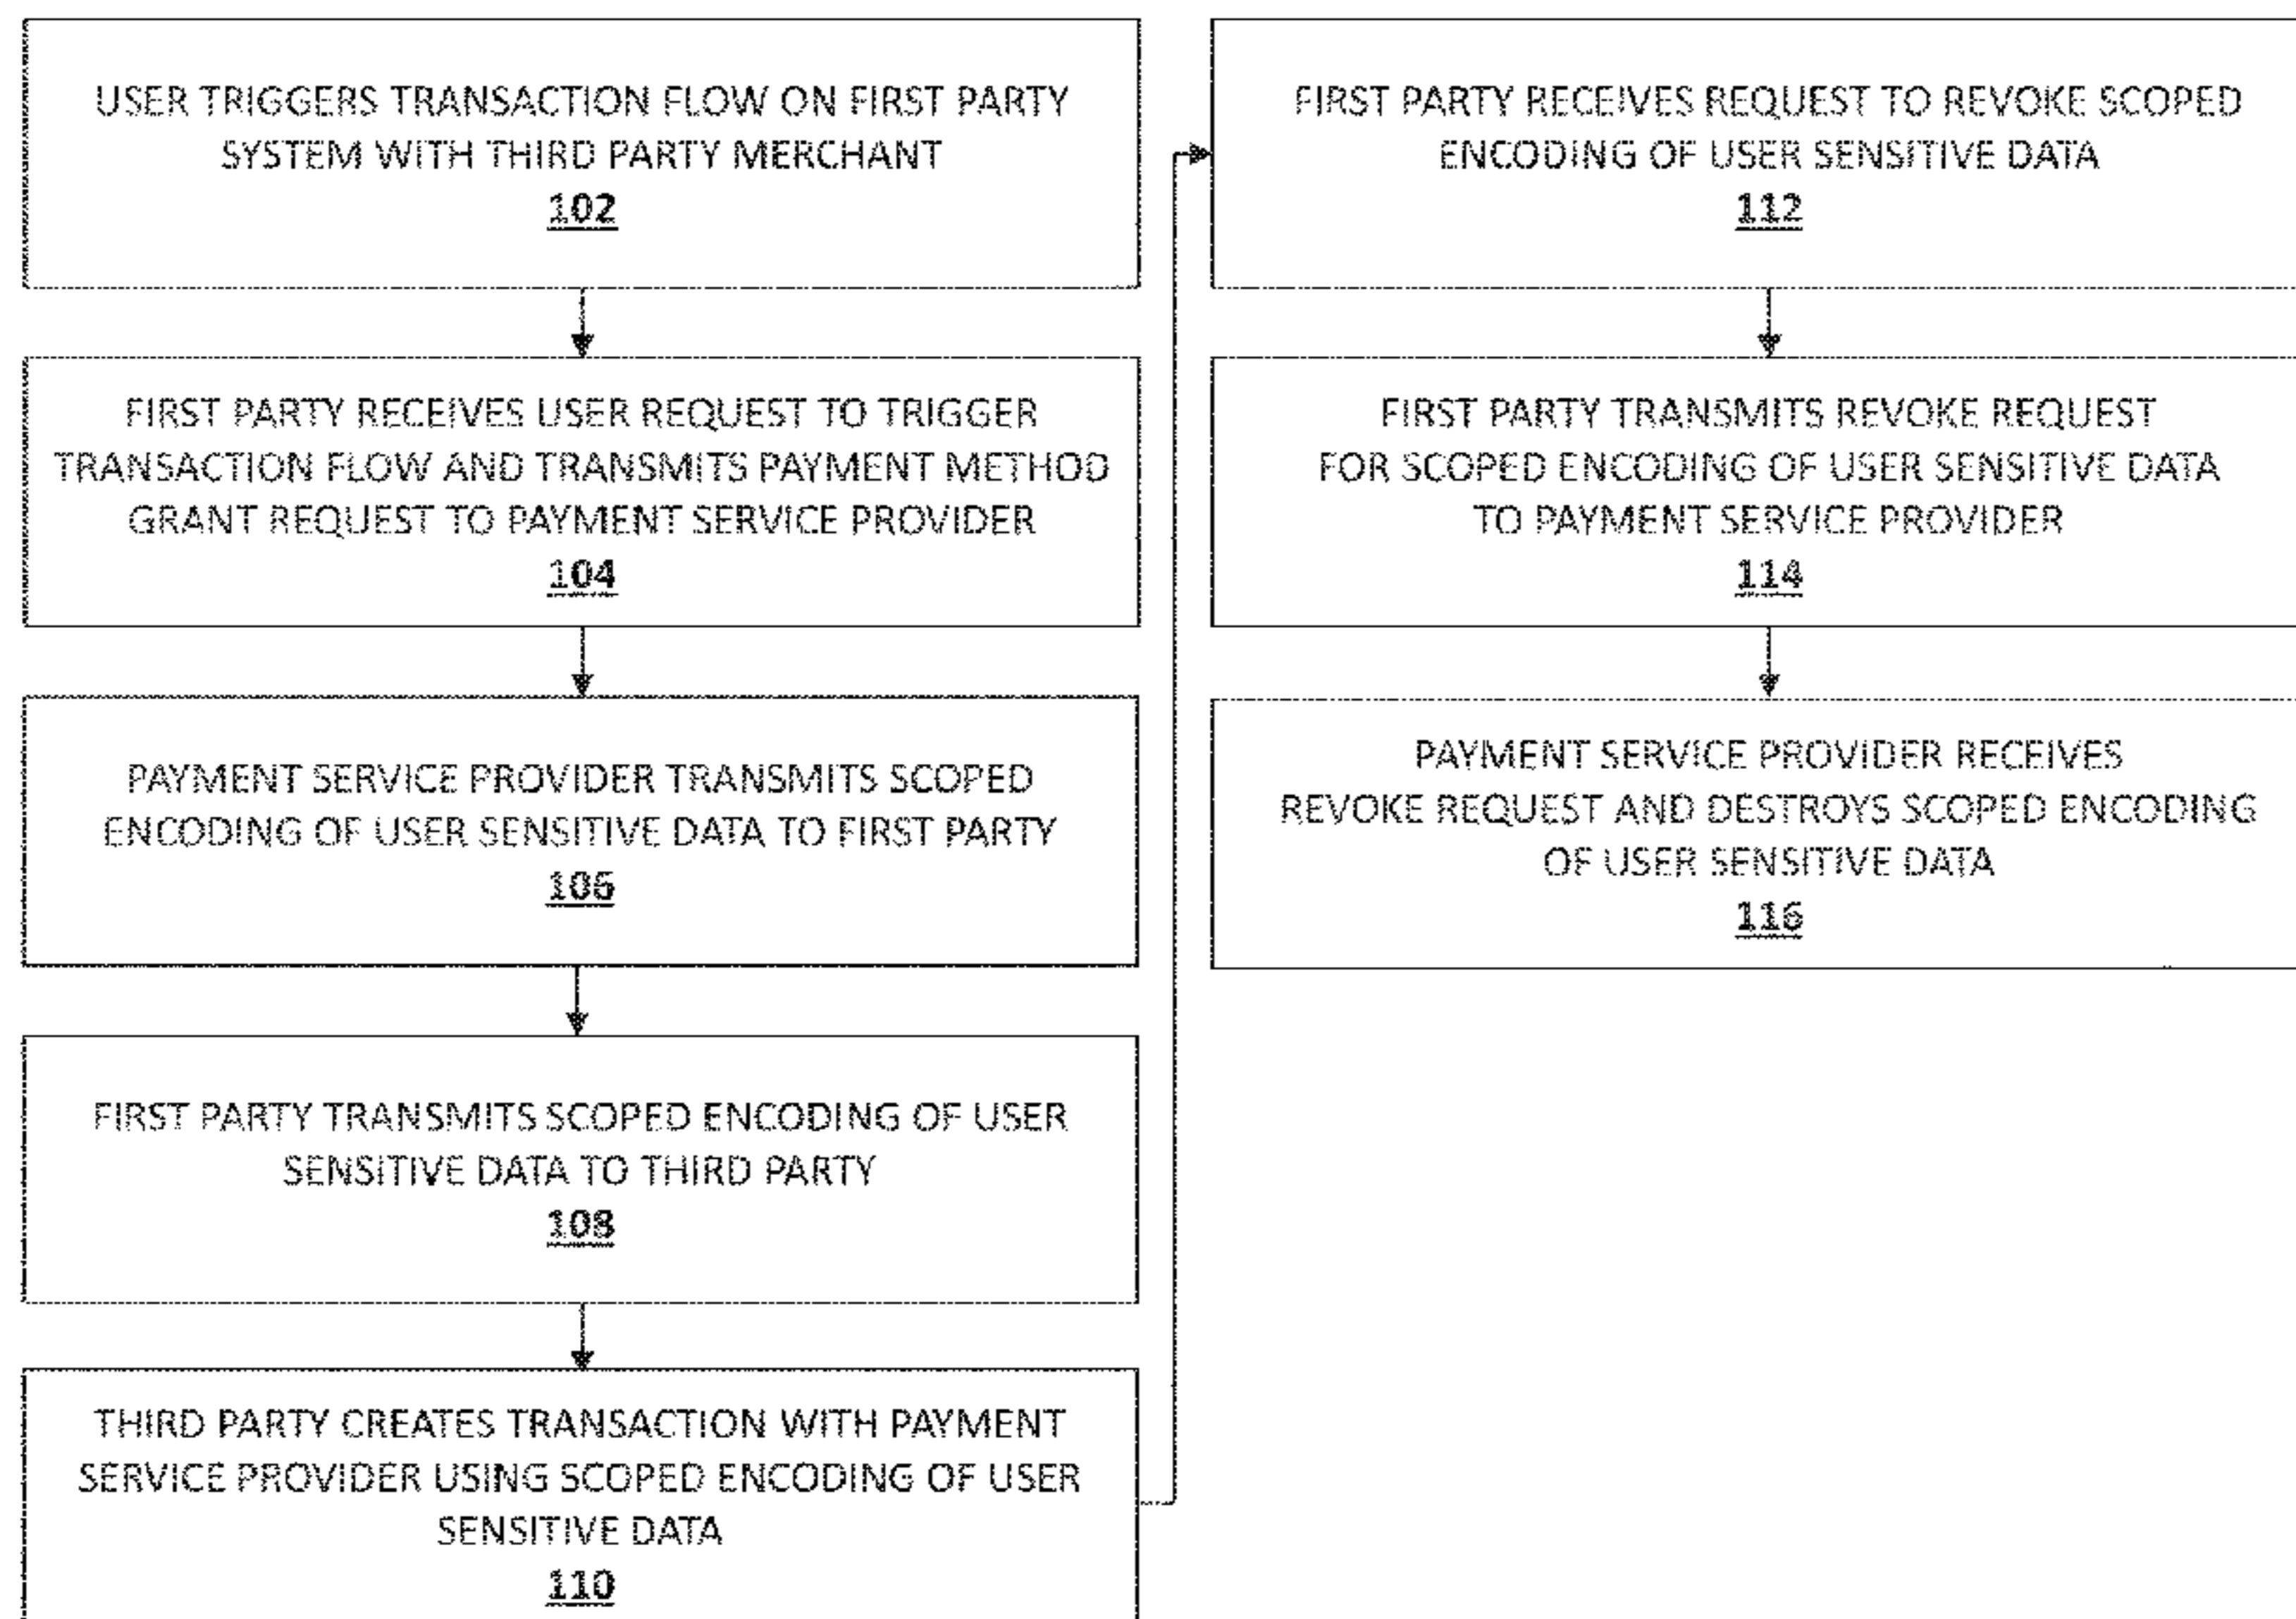 USER TRIGGERS TRANSACTION FLOW ON FIRST PARTY
SYSTEM WITH THIRD PARTY MERCHANT
102
FIRST PARTY RECEIVES USER REQUEST TO TRIGGER
TRANSACTION FLOW AND TRANSMITS PAYMENT METHOD
GRANT REQUEST TO PAYMENT SERVICE PROVIDER
104
PAYMENT SERVICE PROVIDER TRANSMITS SCOPED
ENCODING OF USER SENSITIVE DATA TO FIRST PARTY
106
FIRST PARTY TRANSMITS SCOPED ENCODING OF USER
SENSITIVE DATA TO THIRD PARTY
108
THIRD PARTY CREATES TRANSACTION WITH PAYMENT
SERVICE PROVIDER USING SCOPED ENCODING OF USER
SENSITIVE DATA
110
FIRST PARTY RECEIVES REQUEST TO REVOKE SCOPED
ENCODING OF USER SENSITIVE DATA
112
FIRST PARTY TRANSMITS REVOKE REQUEST
FOR SCOPED ENCODING OF USER SENSITIVE DATA
TO PAYMENT SERVICE PROVIDER
114
PAYMENT SERVICE PROVIDER RECEIVES
REVOKE REQUEST AND DESTROYS SCOPED ENCODING
OF USER SENSITIVE DATA
116